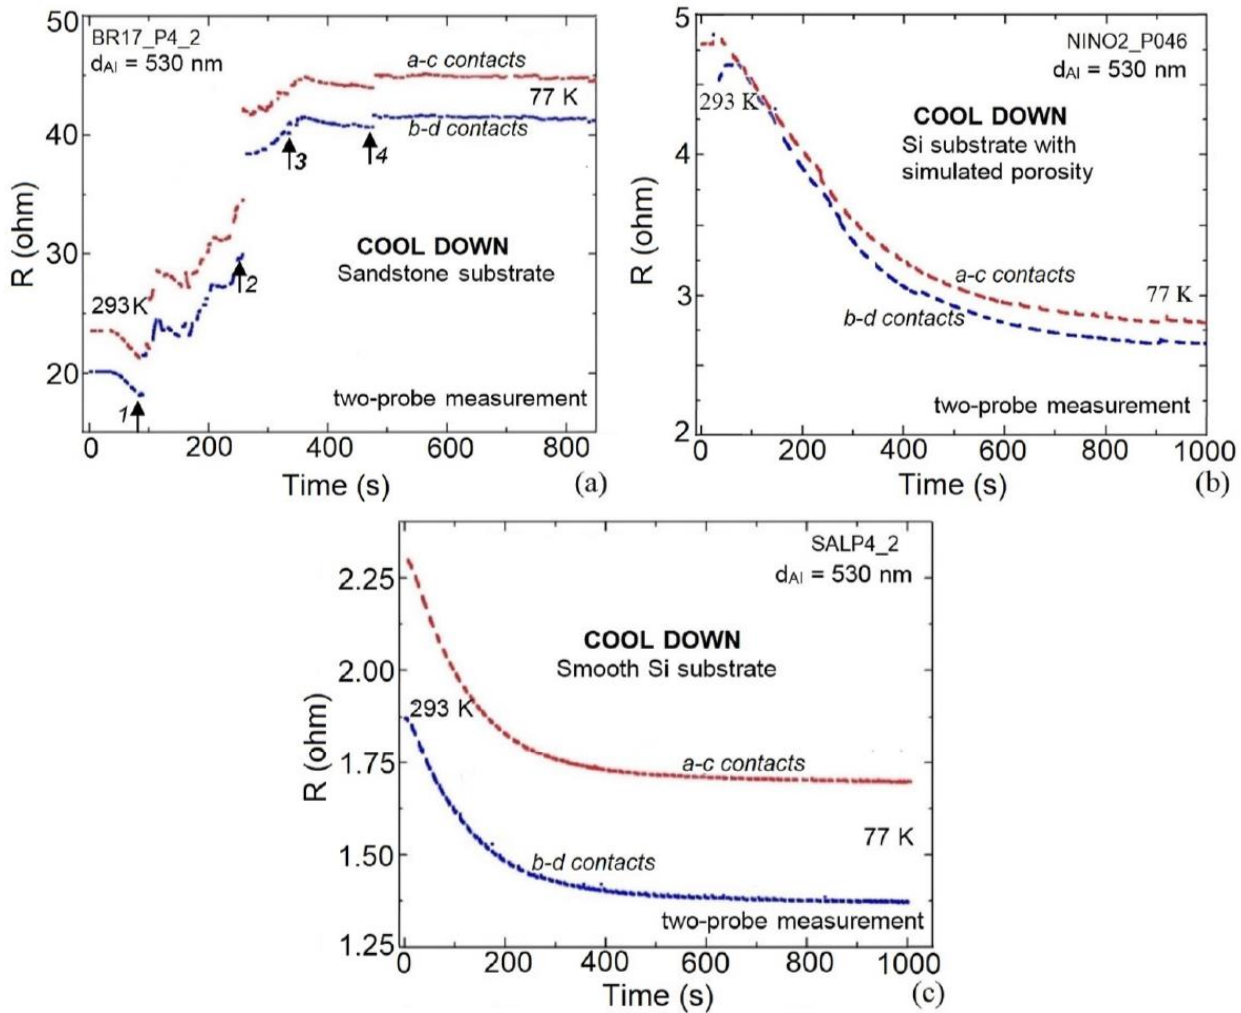 BR17_P4_2
dAl = 530 nm
a-c contacts
77 K
b-d contacts
3
4
COOL DOWN
Sandstone substrate
2
293K
two-probe measurement
1
50
40
30
20
R (ohm)
0 200 400 600 800
Time (s) (a)
NINO2_P046
dAl = 530 nm
293 K
COOL DOWN
Si substrate with
simulated porosity
a-c contacts
77 K
b-d contacts
two-probe measurement
5
4
3
2
R (ohm)
0 200 400 600 800 1000
Time (s) (b)
SALP4_2
dAl = 530 nm
COOL DOWN
Smooth Si substrate
293 K
a-c contacts
77 K
b-d contacts
two-probe measurement
2.25
2.00
1.75
1.50
1.25
R (ohm)
0 200 400 600 800 1000
Time (s) (c)